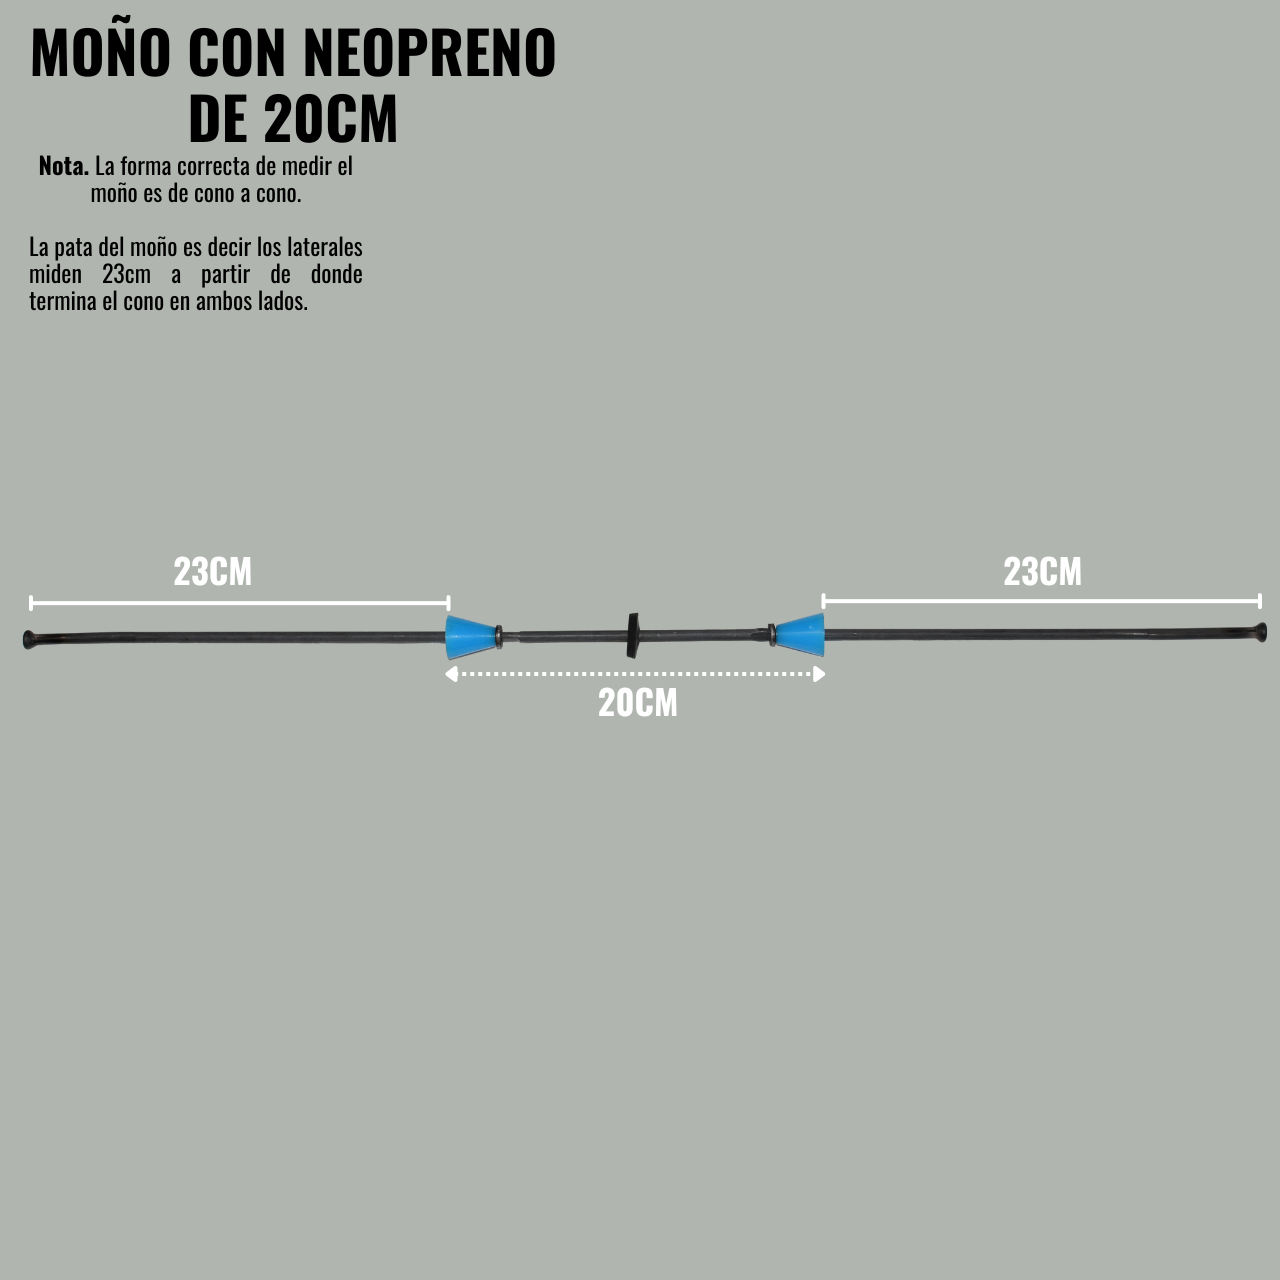 MOÑO CON NEOPRENO
DE 20CM
Nota. La forma correcta de medir el
moño es de cono a cono.
La pata del moño es decir los laterales
miden 23cm a partir de donde
termina el cono en ambos lados.
23CM
23CM
20CM